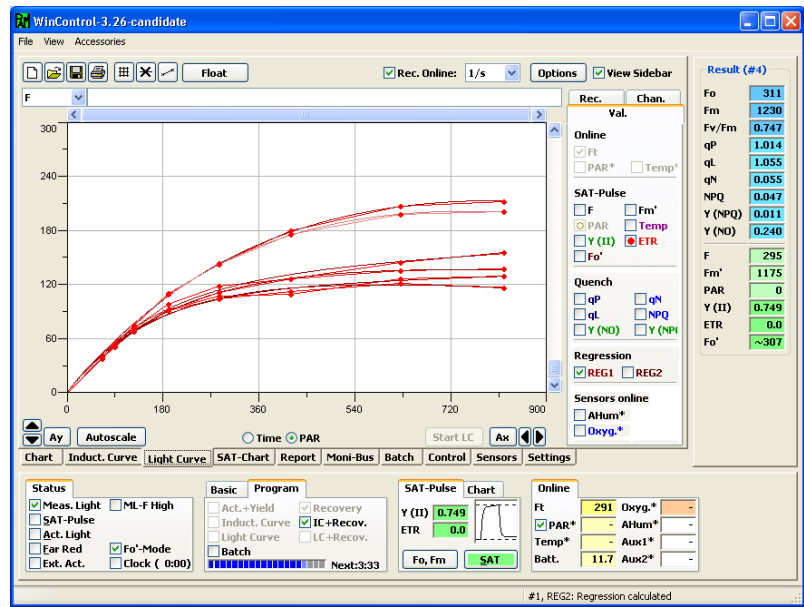 WinControl-3.26-candidate
File View Accessories
Float
Rec. Online: 1/s
Options
View Sidebar
F
300
240
180
120
60
0
0 180 360 540 720 900
Ay
Autoscale
Time
PAR
Start LC
Ax
Rec. Chan.
Val.
Online
Ft
PAR* Temp*
SAT-Pulse
F Fm'
PAR Temp
Y (II) ETR
Fo'
Quench
qP qN
qL NPQ
Y (NO) Y (NPI
Regression
REG1 REG2
Sensors online
AHum*
Oxyg.*
Result (#4)
Fo 311
Fm 1230
Fv/Fm 0.747
qP 1.014
qL 1.055
qN 0.055
NPQ 0.047
Y (NPQ) 0.011
Y (NO) 0.240
F 295
Fm' 1175
PAR 0
Y (II) 0.749
ETR 0.0
Fo' ~307
Chart Induct. Curve Light Curve SAT-Chart Report Moni-Bus Batch Control Sensors Settings
Status
Meas. Light ML-F High
SAT-Pulse
Act. Light
Far Red Fo'-Mode
Ext. Act. Clock ( 0:00)
Basic Program
Act.+Yield Recovery
Induct. Curve IC+Recov.
Light Curve LC+Recov.
Batch
Next:3:33
SAT-Pulse Chart
Y (II) 0.749
ETR 0.0
Fo, Fm SAT
Online
Ft 291 Oxyg.* -
PAR* - AHum* -
Temp* - Aux1* -
Batt. 11.7 Aux2* -
#1, REG2: Regression calculated